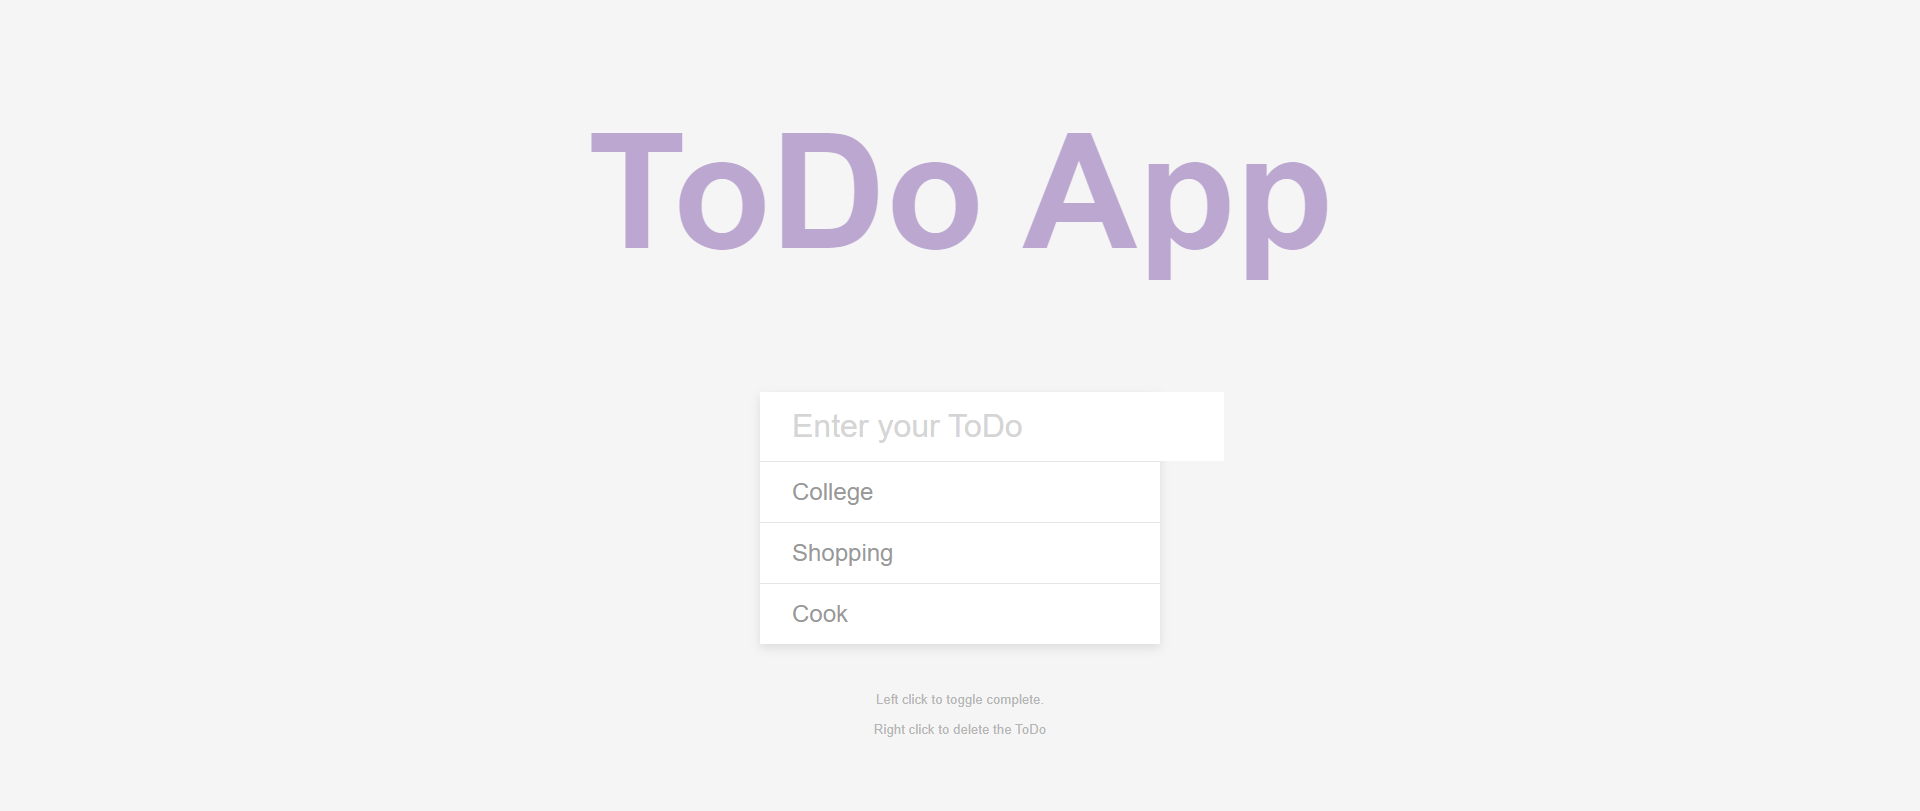 ToDo App
Enter your ToDo
College
Shopping
Cook
Left click to toggle complete.
Right click to delete the ToDo